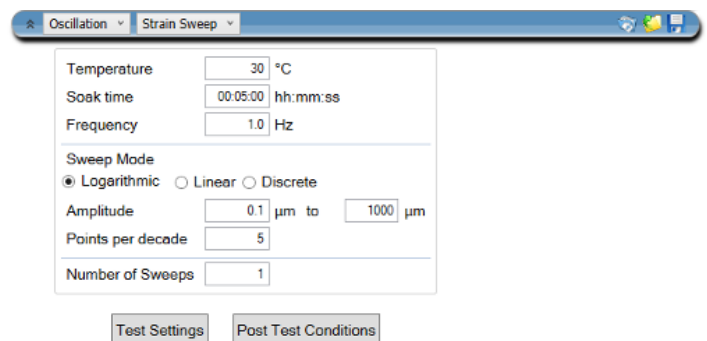 Oscillation Strain Sweep
Temperature 30 °C
Soak time 00:05:00 hh:mm:ss
Frequency 1.0 Hz
Sweep Mode
Logarithmic Linear Discrete
Amplitude 0.1 µm to 1000 µm
Points per decade 5
Number of Sweeps 1
Test Settings Post Test Conditions